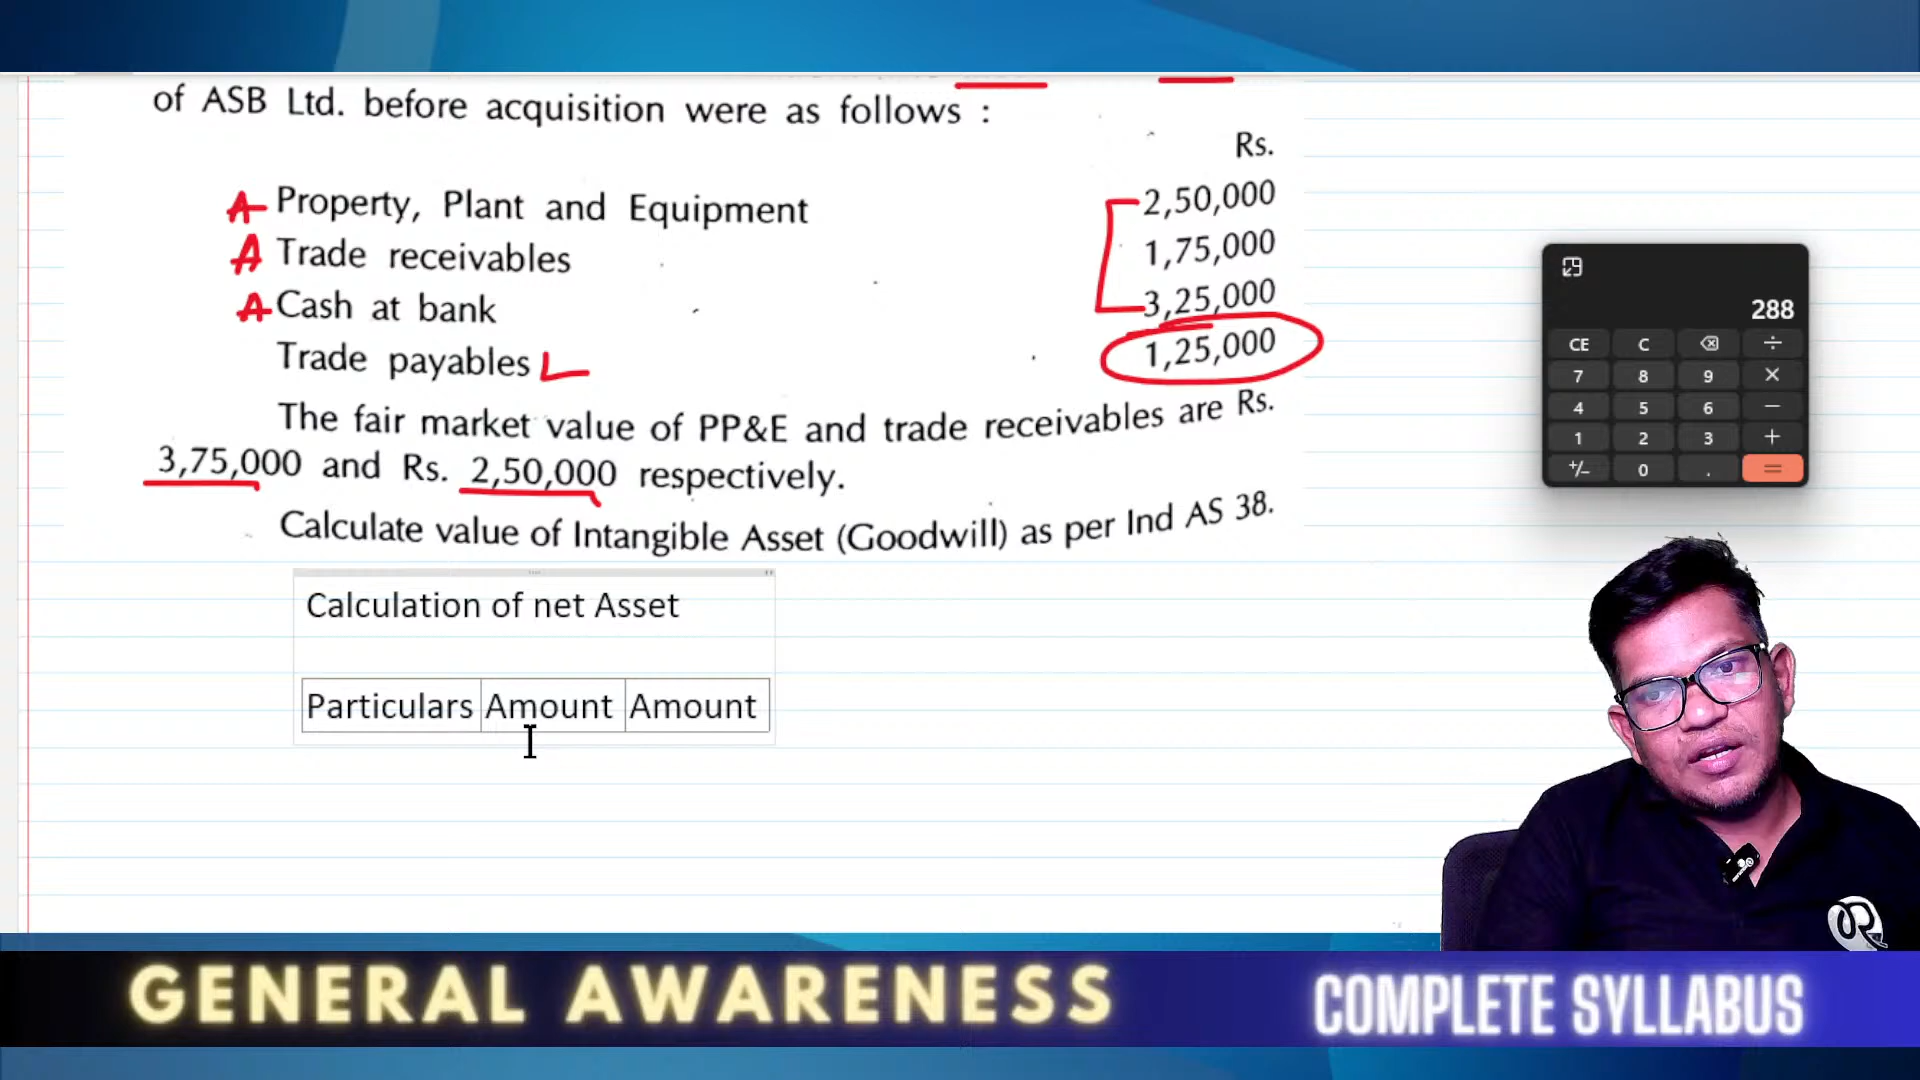 of ASB Ltd. before acquisition were as follows :
Rs.
A Property, Plant and Equipment 2,50,000
A Trade receivables 1,75,000
A Cash at bank 3,25,000
Trade payables L 1,25,000
The fair market value of PP&E and trade receivables are Rs.
3,75,000 and Rs. 2,50,000 respectively.
Calculate value of Intangible Asset (Goodwill) as per Ind AS 38.
Calculation of net Asset
Particulars Amount Amount
288
CE C ÷
7 8 9 ×
4 5 6 −
1 2 3 +
+/− 0 . =
GENERAL AWARENESS
COMPLETE SYLLABUS